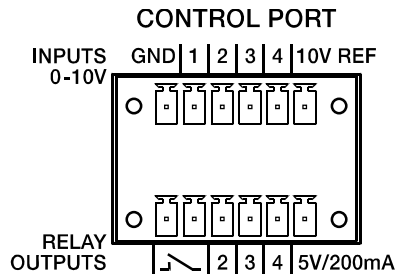 CONTROL PORT
INPUTS 0-10V
GND 1 2 3 4 10V REF
RELAY OUTPUTS
2 3 4 5V/200mA